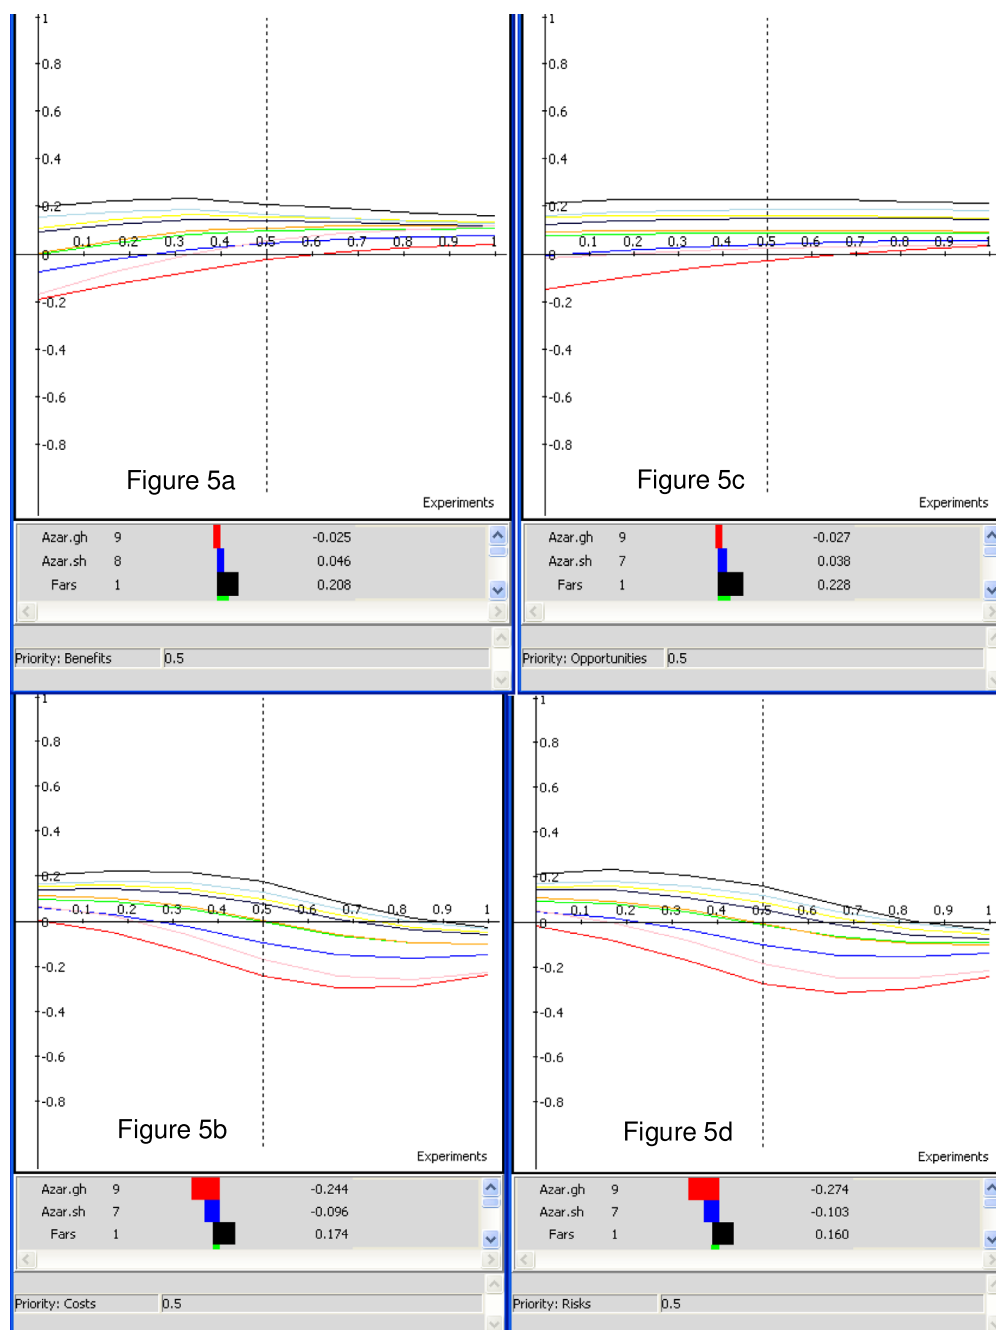 1
0.8
0.6
0.4
0.2
0.1 0.2 0.3 0.4 0.5 0.6 0.7 0.8 0.9 1
0
-0.2
-0.4
-0.6
-0.8
Figure 5a
Experiments
Azar.gh 9 -0.025
Azar.sh 8 0.046
Fars 1 0.208
Priority: Benefits 0.5
1
0.8
0.6
0.4
0.2
0.1 0.2 0.3 0.4 0.5 0.6 0.7 0.8 0.9 1
0
-0.2
-0.4
-0.6
-0.8
Figure 5c
Experiments
Azar.gh 9 -0.027
Azar.sh 7 0.038
Fars 1 0.228
Priority: Opportunities 0.5
1
0.8
0.6
0.4
0.2
0.1 0.2 0.3 0.4 0.5 0.6 0.7 0.8 0.9 1
0
-0.2
-0.4
-0.6
-0.8
Figure 5b
Experiments
Azar.gh 9 -0.244
Azar.sh 7 -0.096
Fars 1 0.174
Priority: Costs 0.5
1
0.8
0.6
0.4
0.2
0.1 0.2 0.3 0.4 0.5 0.6 0.7 0.8 0.9 1
0
-0.2
-0.4
-0.6
-0.8
Figure 5d
Experiments
Azar.gh 9 -0.274
Azar.sh 7 -0.103
Fars 1 0.160
Priority: Risks 0.5